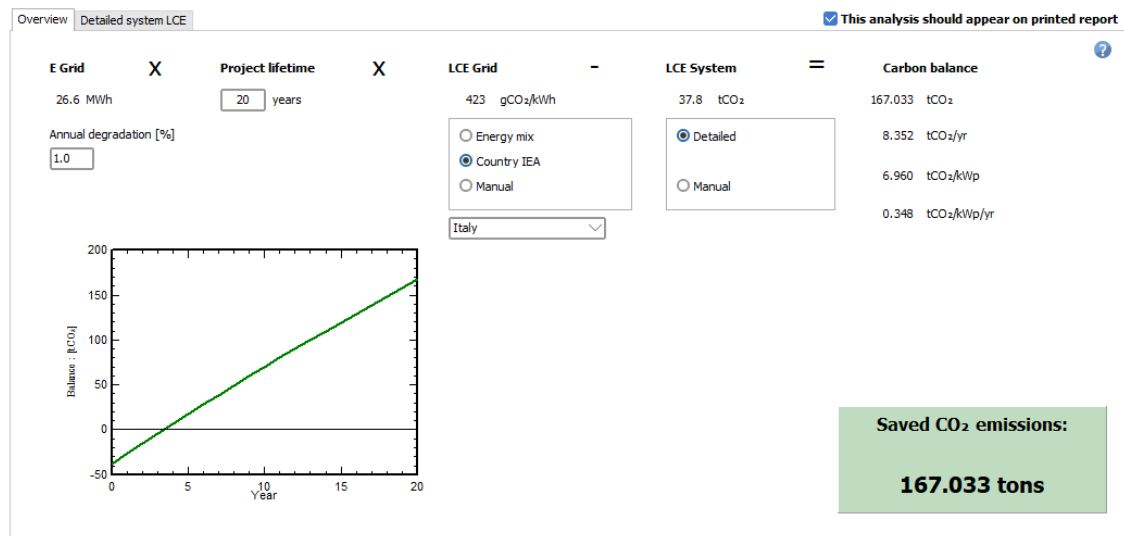 Overview Detailed system LCE
This analysis should appear on printed report
?
E Grid X Project lifetime X LCE Grid - LCE System = Carbon balance
26.6 MWh 20 years 423 gCO₂/kWh 37.8 tCO₂ 167.033 tCO₂
Annual degradation [%]
1.0
Energy mix
Country IEA
Manual
Italy
Detailed
Manual
8.352 tCO₂/yr
6.960 tCO₂/kWp
0.348 tCO₂/kWp/yr
200
150
100
50
0
-50
Balance : [tCO₂]
0 5 10 15 20
Year
Saved CO₂ emissions:
167.033 tons